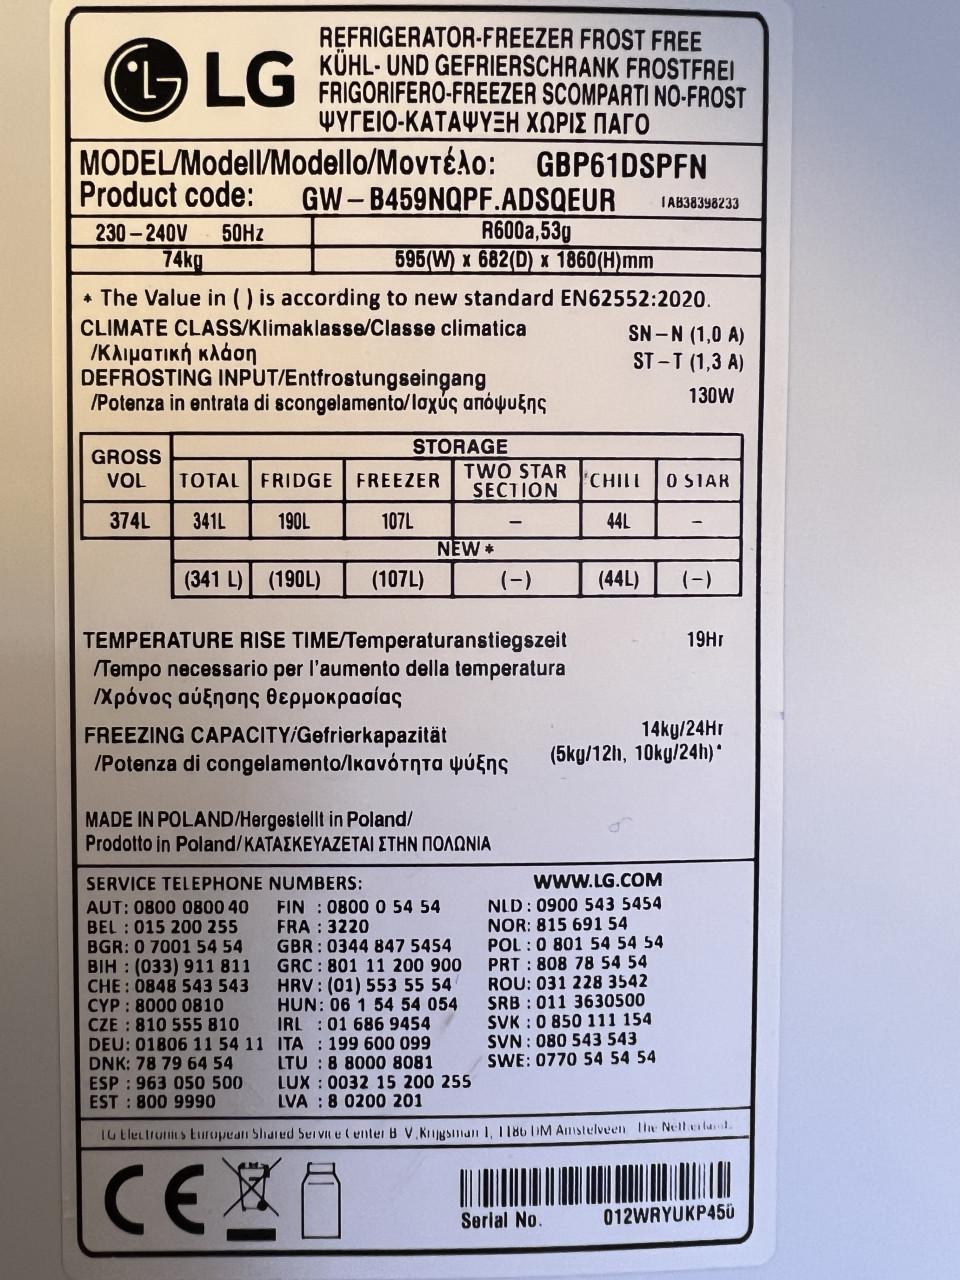 LG
REFRIGERATOR-FREEZER FROST FREE
KÜHL- UND GEFRIERSCHRANK FROSTFREI
FRIGORIFERO-FREEZER SCOMPARTI NO-FROST
ΨΥΓΕΙΟ-ΚΑΤΑΨΥΞΗ ΧΩΡΙΣ ΠΑΓΟ
MODEL/Modell/Modello/Μοντέλο: GBP61DSPFN
Product code: GW-B459NQPF.ADSQEUR 1AB38398233
230-240V 50Hz R600a,53g
74kg 595(W) x 682(D) x 1860(H)mm
* The Value in ( ) is according to new standard EN62552:2020.
CLIMATE CLASS/Klimaklasse/Classe climatica SN-N (1,0 A)
/Κλιματική κλάση ST-T (1,3 A)
DEFROSTING INPUT/Entfrostungseingang
/Potenza in entrata di scongelamento/Ισχύς απόψυξης 130W
GROSS VOL STORAGE
TOTAL FRIDGE FREEZER TWO STAR SECTION CHILL 0 STAR
374L 341L 190L 107L - 44L -
NEW *
(341 L) (190L) (107L) (-) (44L) (-)
TEMPERATURE RISE TIME/Temperaturanstiegszeit 19Hr
/Tempo necessario per l'aumento della temperatura
/Χρόνος αύξησης θερμοκρασίας
FREEZING CAPACITY/Gefrierkapazität 14kg/24Hr
/Potenza di congelamento/Ικανότητα ψύξης (5kg/12h, 10kg/24h)*
MADE IN POLAND/Hergestellt in Poland/
Prodotto in Poland/ΚΑΤΑΣΚΕΥΑΖΕΤΑΙ ΣΤΗΝ ΠΟΛΩΝΙΑ
SERVICE TELEPHONE NUMBERS: WWW.LG.COM
AUT: 0800 0800 40 FIN : 0800 0 54 54 NLD : 0900 543 5454
BEL : 015 200 255 FRA : 3220 NOR: 815 691 54
BGR: 0 7001 54 54 GBR : 0344 847 5454 POL : 0 801 54 54 54
BIH : (033) 911 811 GRC : 801 11 200 900 PRT : 808 78 54 54
CHE : 0848 543 543 HRV : (01) 553 55 54 ROU: 031 228 3542
CYP : 8000 0810 HUN: 06 1 54 54 054 SRB : 011 3630500
CZE : 810 555 810 IRL : 01 686 9454 SVK : 0 850 111 154
DEU: 01806 11 54 11 ITA : 199 600 099 SVN : 080 543 543
DNK: 78 79 64 54 LTU : 8 8000 8081 SWE: 0770 54 54 54
ESP : 963 050 500 LUX : 0032 15 200 255
EST : 800 9990 LVA : 8 0200 201
LG Electronics European Shared Service Center B.V. Krijgsman 1, 1186 DM Amstelveen, The Netherlands
CE
Serial No. 012WRYUKP450